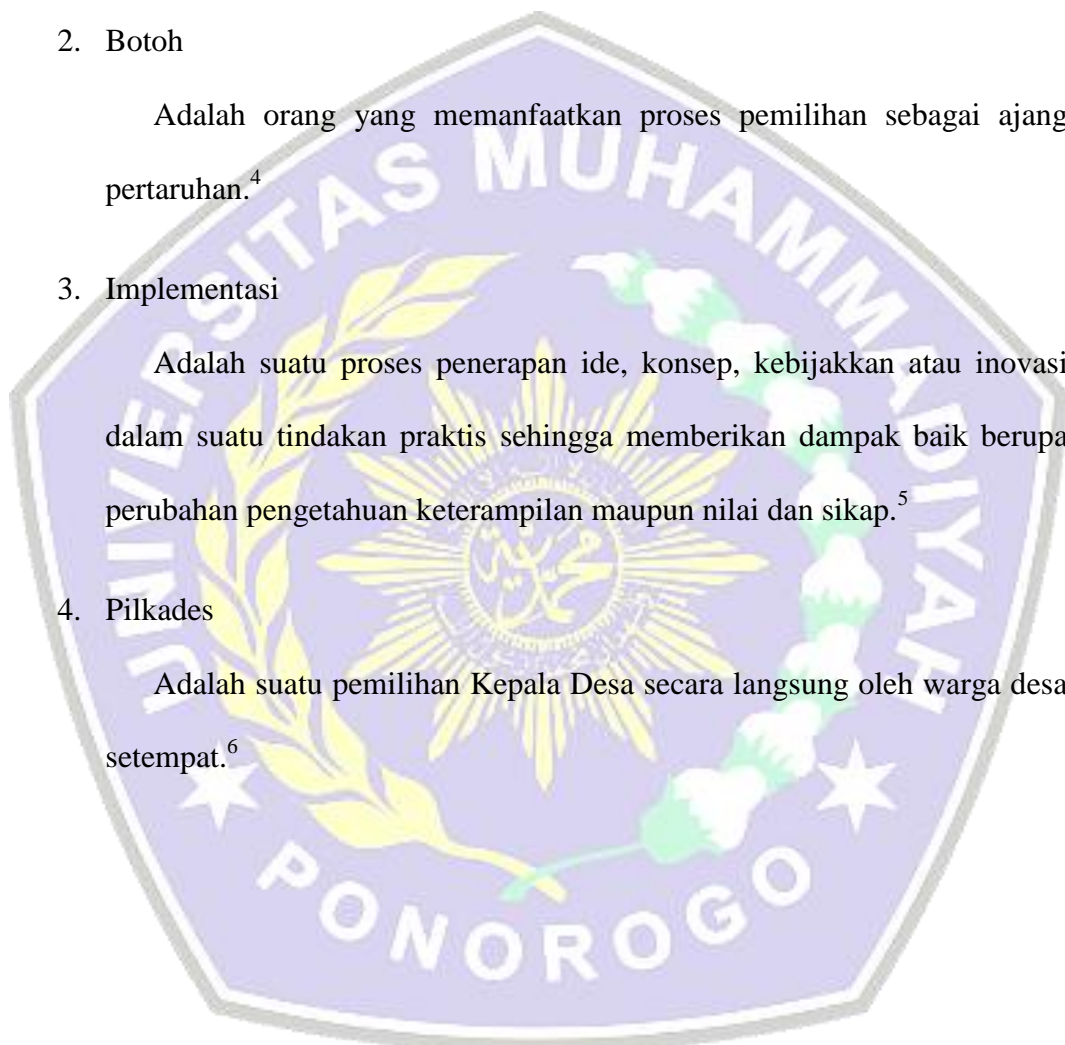 2. Botoh
Adalah orang yang memanfaatkan proses pemilihan sebagai ajang
pertaruhan.4
3. Implementasi
Adalah suatu proses penerapan ide, konsep, kebijakkan atau inovasi
dalam suatu tindakan praktis sehingga memberikan dampak baik berupa
perubahan pengetahuan keterampilan maupun nilai dan sikap.5
4. Pilkades
Adalah suatu pemilihan Kepala Desa secara langsung oleh warga desa
setempat.6
UNIVERSITAS MUHAMMADIYAH
PONOROGO